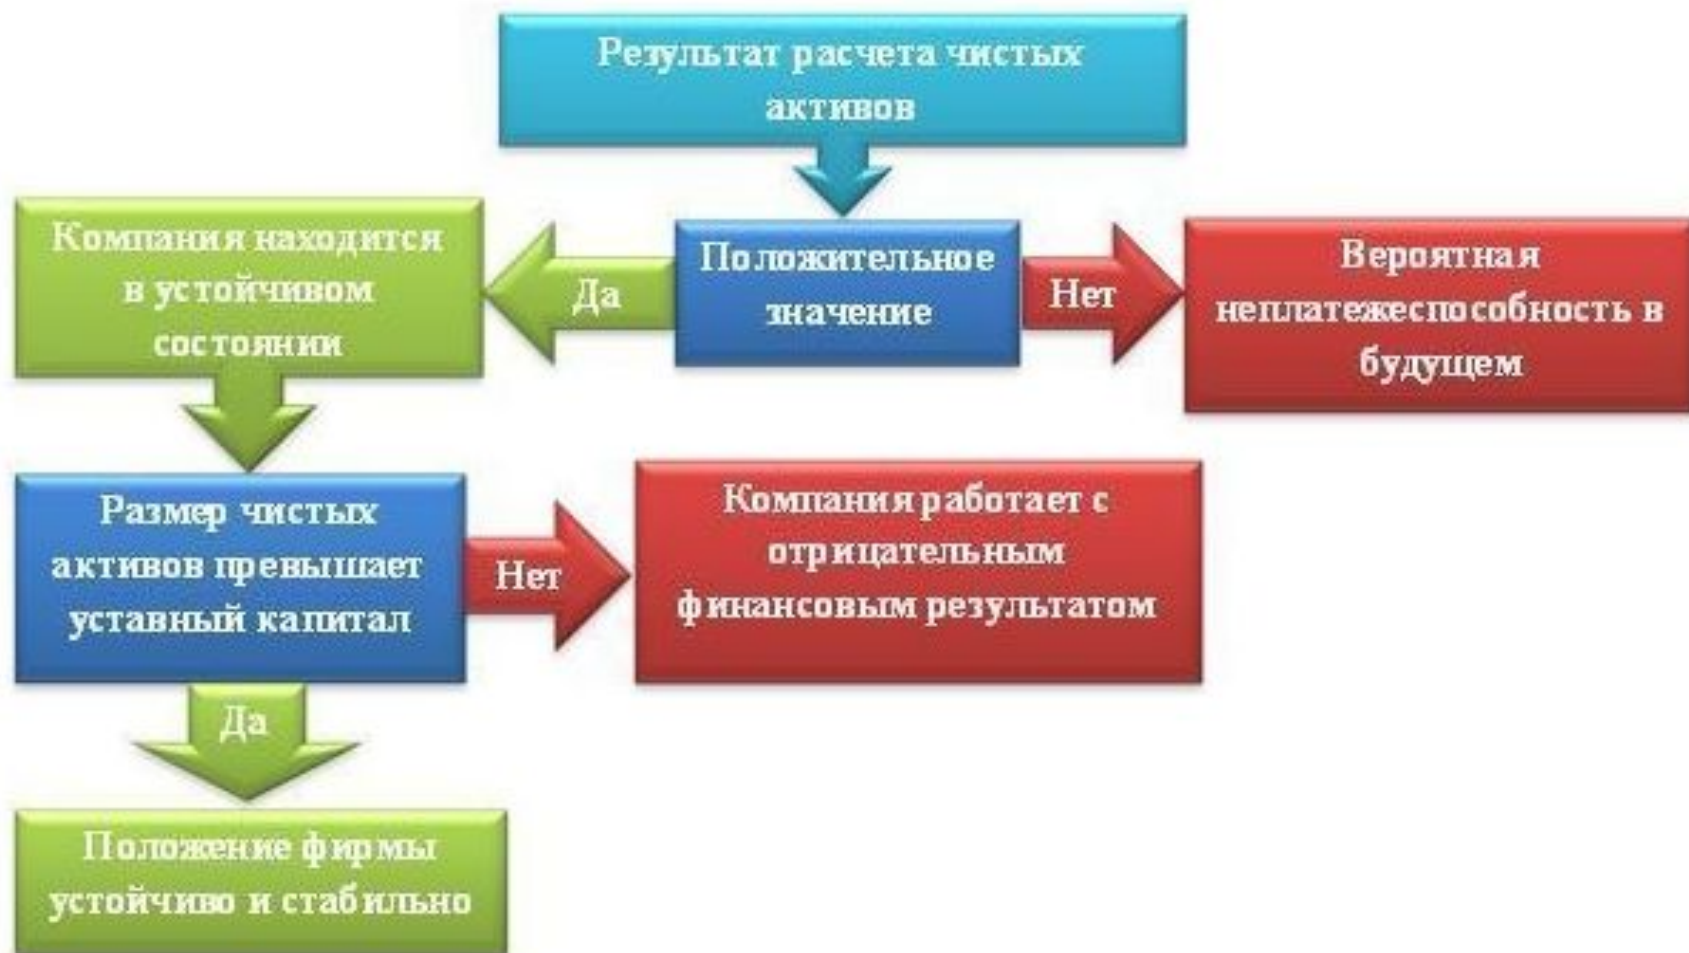 Результат расчета чистых
активов
Компания находится
в устойчивом
состоянии
Да
Положительное
значение
Нет
Вероятная
неплатежеспособность в
будущем
Размер чистых
активов превышает
уставный капитал
Нет
Компания работает с
отрицательным
финансовым результатом
Да
Положение фирмы
устойчиво и стабильно